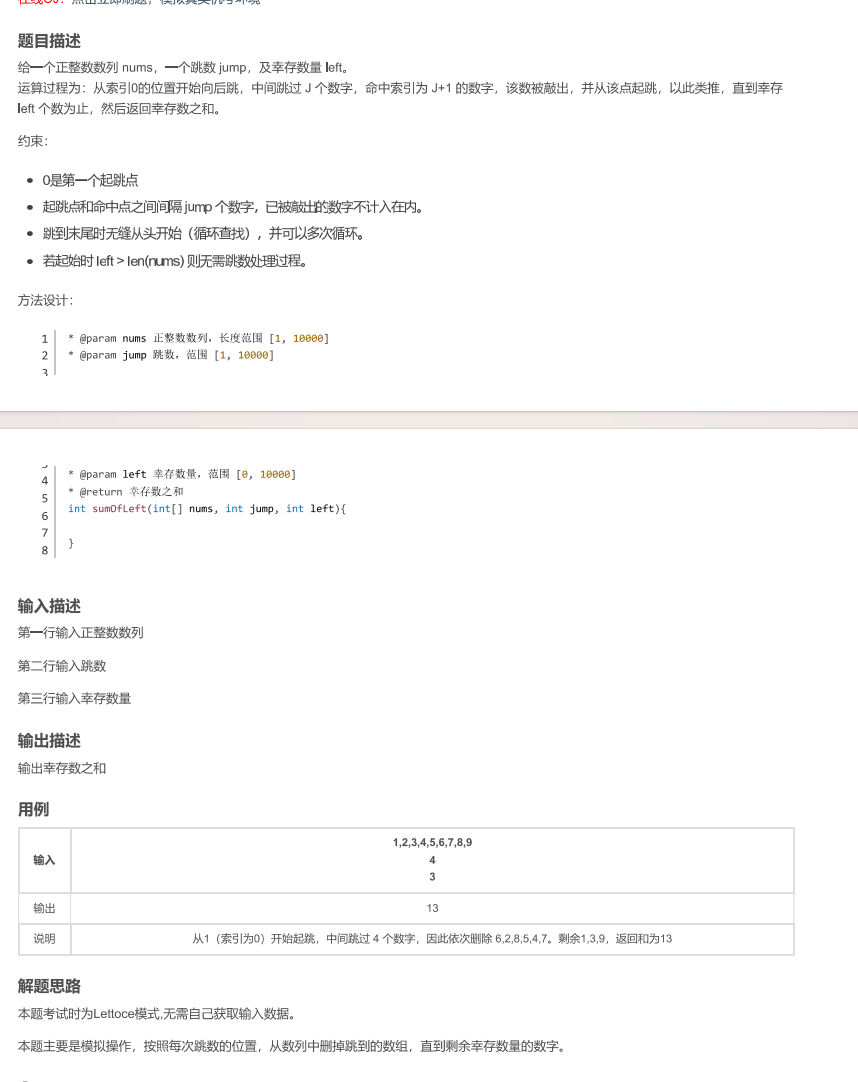 在线OJ：点击立即刷题，模拟真实机考环境
题目描述
给一个正整数数列 nums，一个跳数 jump，及幸存数量 left。
运算过程为：从索引0的位置开始向后跳，中间跳过 J 个数字，命中索引为 J+1 的数字，该数被敲出，并从该点起跳，以此类推，直到幸存
left 个数为止，然后返回幸存数之和。
约束：
0是第一个起跳点
起跳点和命中点之间间隔 jump 个数字，已被敲出的数字不计入在内。
跳到末尾时无缝从头开始（循环查找），并可以多次循环。
若起始时 left > len(nums) 则无需跳数处理过程。
方法设计：
1 * @param nums 正整数数列，长度范围 [1, 10000]
2 * @param jump 跳数，范围 [1, 10000]
3
4 * @param left 幸存数量，范围 [0, 10000]
5 * @return 幸存数之和
6 int sumOfLeft(int[] nums, int jump, int left){
7
8 }
输入描述
第一行输入正整数数列
第二行输入跳数
第三行输入幸存数量
输出描述
输出幸存数之和
用例
输入
1,2,3,4,5,6,7,8,9
4
3
输出 13
说明 从1（索引为0）开始起跳，中间跳过 4 个数字，因此依次删除 6,2,8,5,4,7。剩余1,3,9，返回和为13
解题思路
本题考试时为Lettoce模式,无需自己获取输入数据。
本题主要是模拟操作，按照每次跳数的位置，从数列中删掉跳到的数组，直到剩余幸存数量的数字。